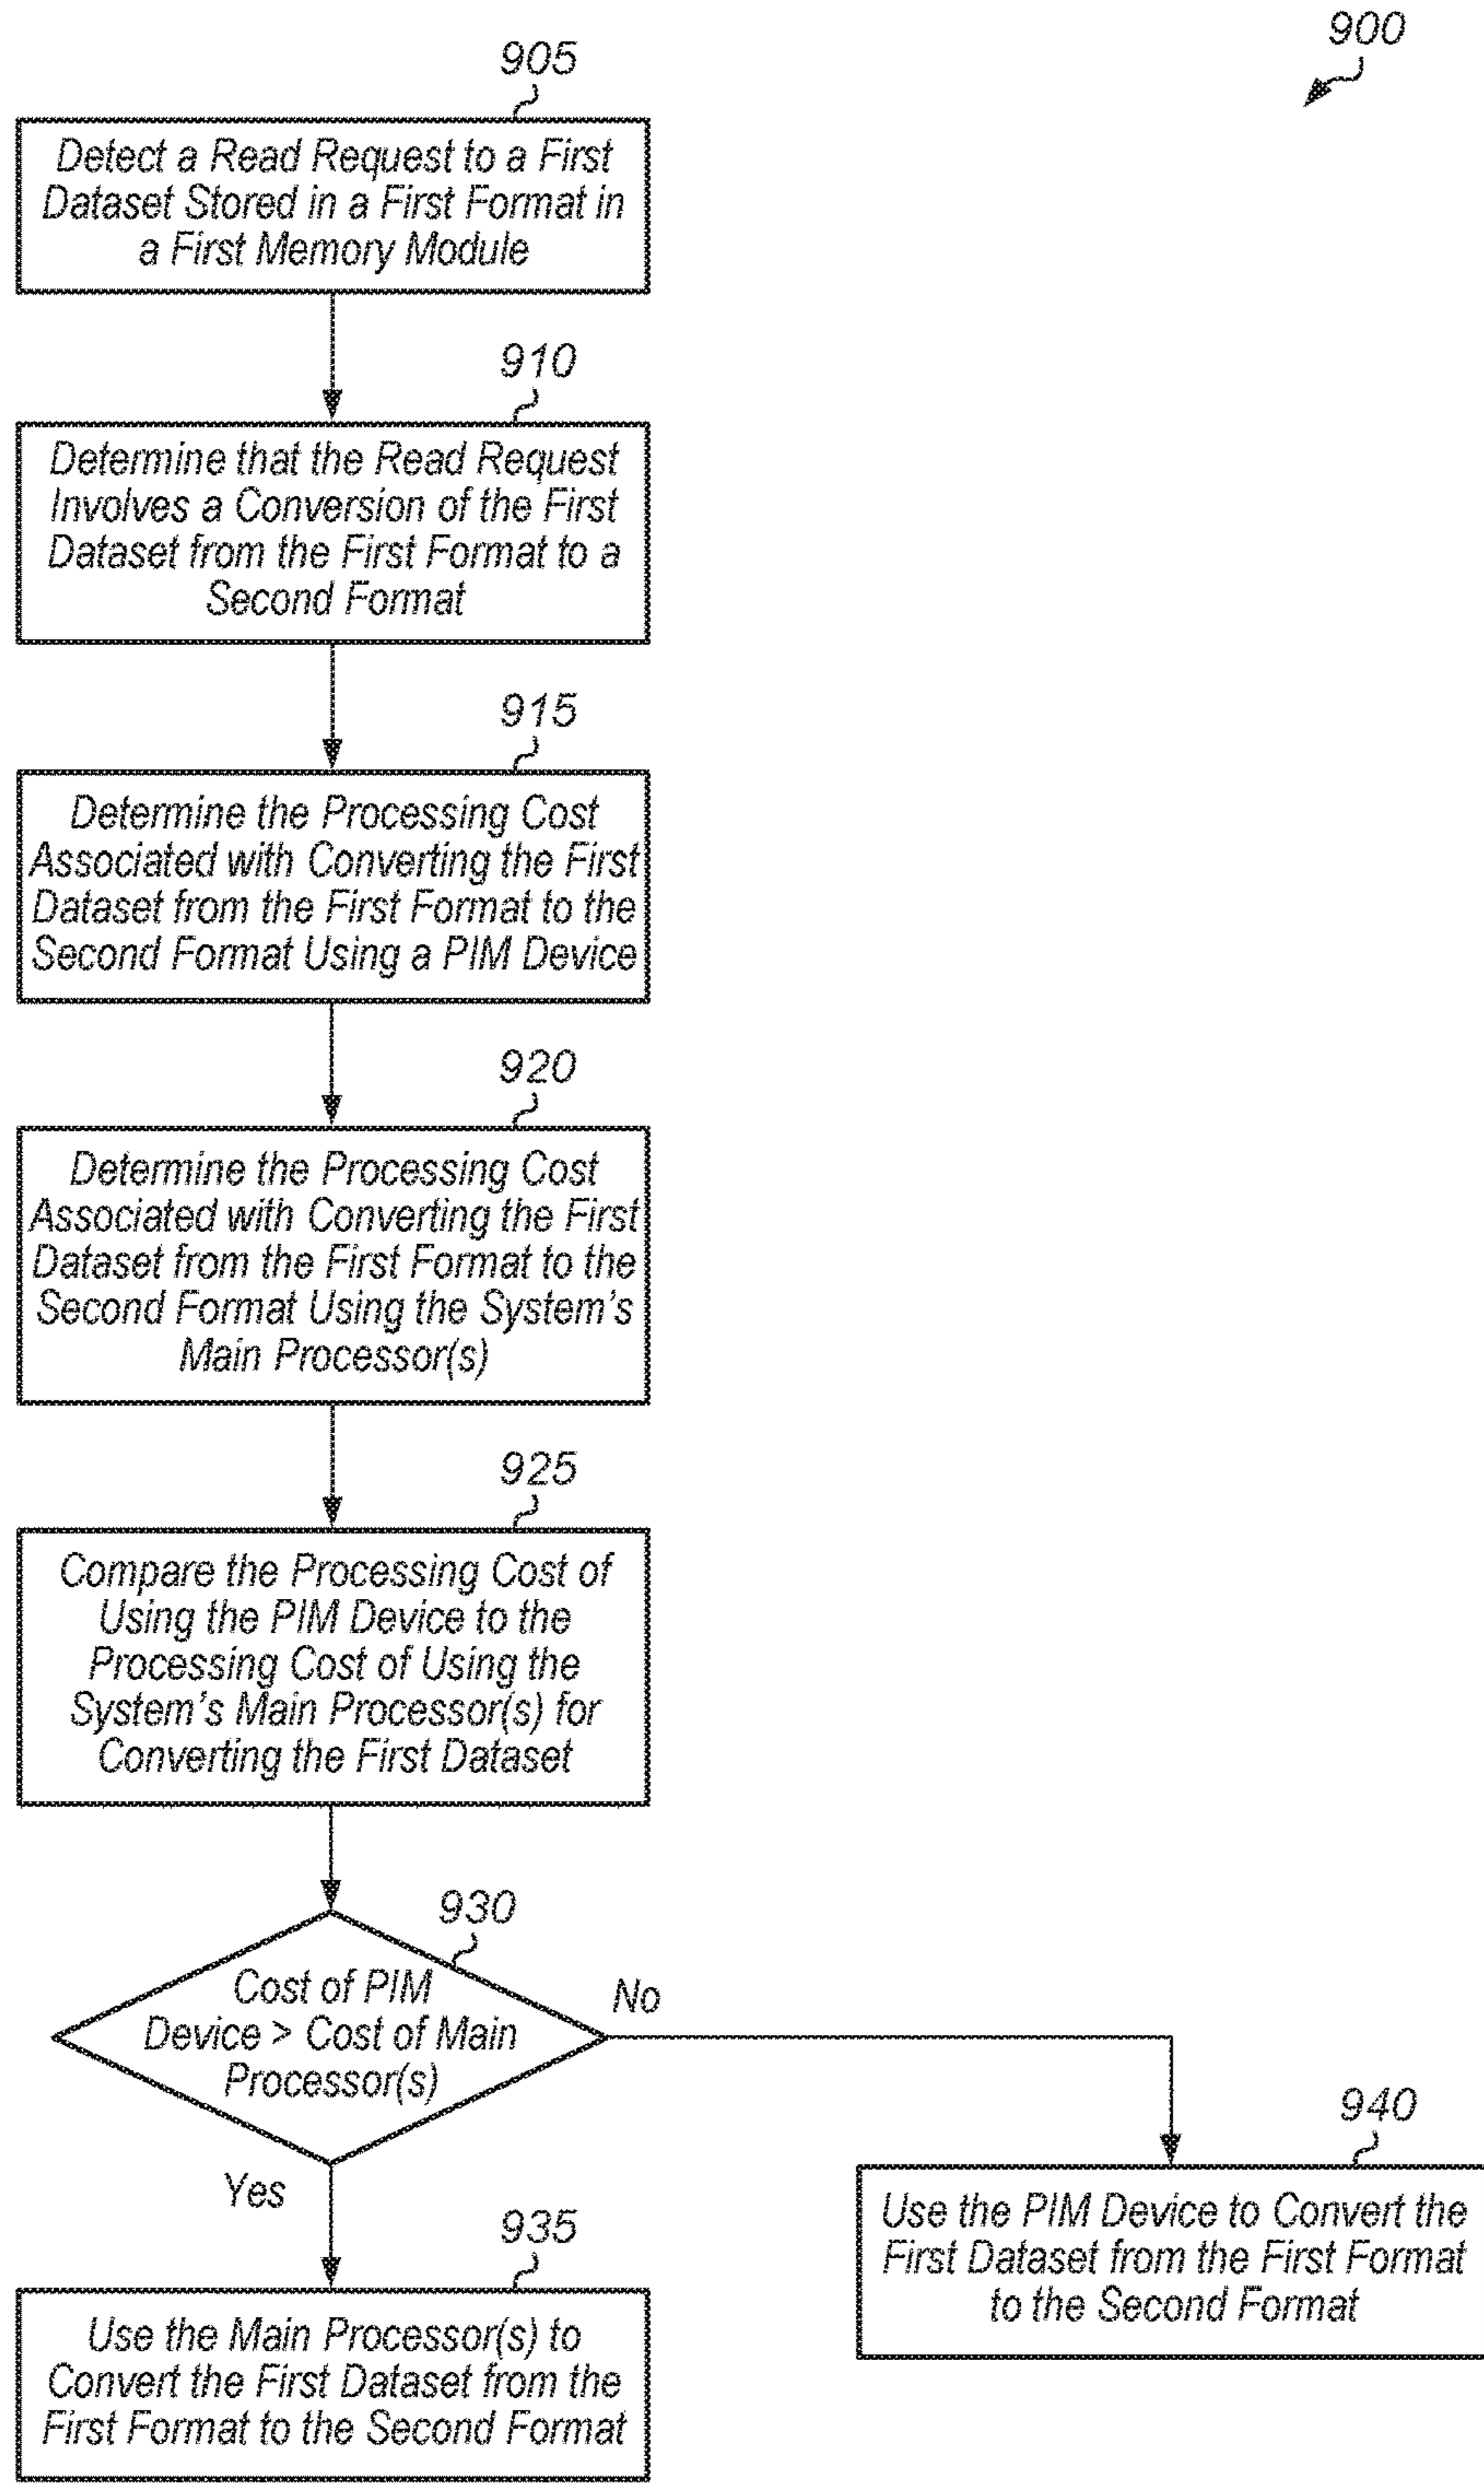 900
905
Detect a Read Request to a First
Dataset Stored in a First Format in
a First Memory Module
910
Determine that the Read Request
Involves a Conversion of the First
Dataset from the First Format to a
Second Format
915
Determine the Processing Cost
Associated with Converting the First
Dataset from the First Format to the
Second Format Using a PIM Device
920
Determine the Processing Cost
Associated with Converting the First
Dataset from the First Format to the
Second Format Using the System's
Main Processor(s)
925
Compare the Processing Cost of
Using the PIM Device to the
Processing Cost of Using the
System's Main Processor(s) for
Converting the First Dataset
930
Cost of PIM
Device > Cost of Main
Processor(s)
No
Yes
940
Use the PIM Device to Convert the
First Dataset from the First Format
to the Second Format
935
Use the Main Processor(s) to
Convert the First Dataset from the
First Format to the Second Format